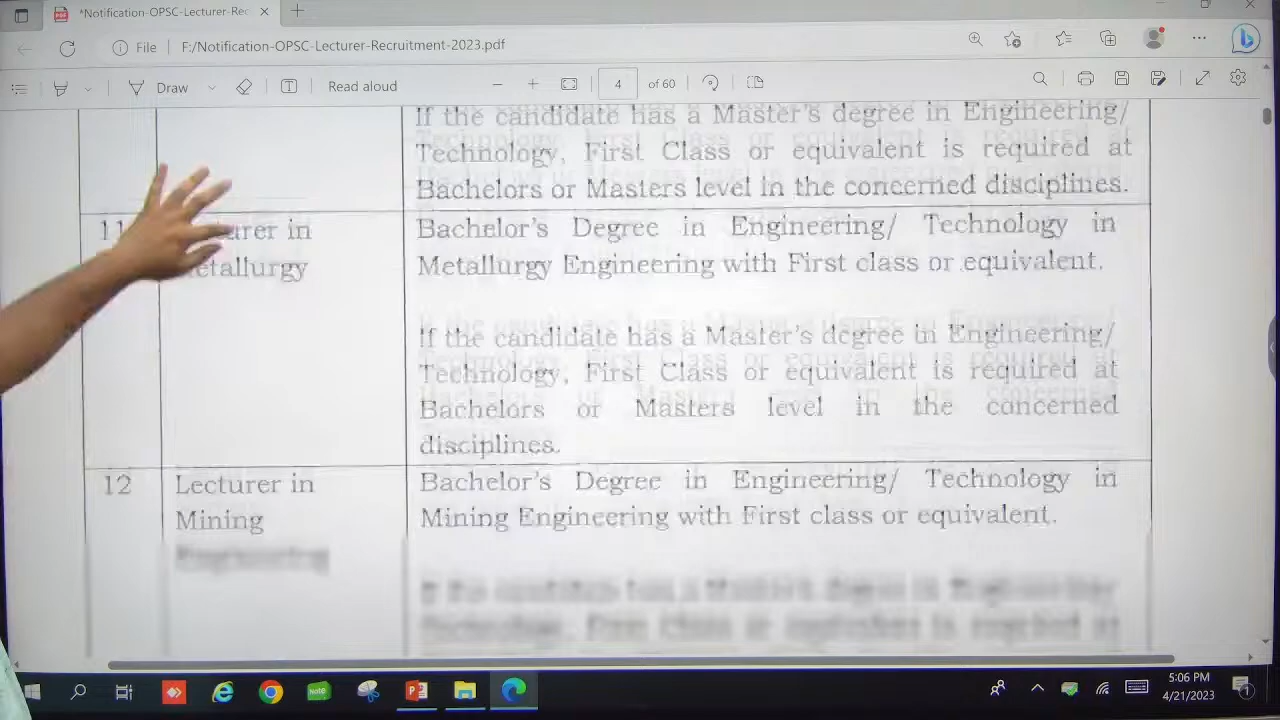 *Notification-OPSC-Lecturer-Rec
File F:/Notification-OPSC-Lecturer-Recruitment-2023.pdf
Draw Read aloud 4 of 60
If the candidate has a Master's degree in Engineering/
Technology, First Class or equivalent is required at
Bachelors or Masters level in the concerned disciplines.
11
in
Bachelor's Degree in Engineering/ Technology in
Metallurgy Engineering with First class or equivalent.
If the candidate has a Master's degree in Engineering/
Technology, First Class or equivalent is required at
Bachelors or Masters level in the concerned
disciplines.
12
Lecturer in
Mining
Bachelor's Degree in Engineering/ Technology in
Mining Engineering with First class or equivalent.
Note
5:06 PM
4/21/2023